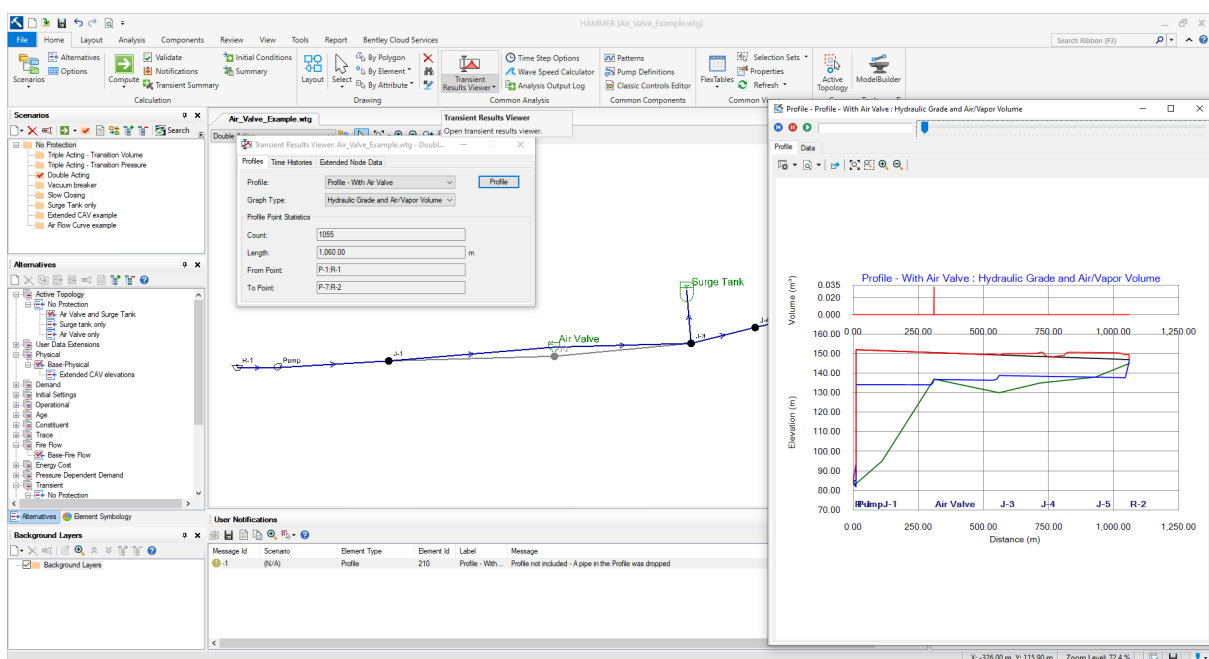 HAMMER [Air_Valve_Example.wtg]
File Home Layout Analysis Components Review View Tools Report Bentley Cloud Services
Search Ribbon (F3)
Scenarios
Alternatives
Options
Compute
Validate
Notifications
Transient Summary
Calculation
Initial Conditions
Summary
Layout
Select
By Polygon
By Element
By Attribute
Drawing
Transient
Results Viewer
Time Step Options
Wave Speed Calculator
Analysis Output Log
Common Analysis
Patterns
Pump Definitions
Classic Controls Editor
Common Components
FlexTables
Selection Sets
Properties
Refresh
Active
Topology
ModelBuilder
Scenarios
Search
No Protection
Triple Acting - Transition Volume
Triple Acting - Transition Pressure
Double Acting
Vacuum breaker
Slow Closing
Surge Tank only
Extended CAV example
Air Flow Curve example
Alternatives
Active Topology
No Protection
Air Valve and Surge Tank
Surge tank only
Air Valve only
User Data Extensions
Physical
Base-Physical
Extended CAV elevations
Demand
Initial Settings
Operational
Age
Constituent
Trace
Fire Flow
Base-Fire Flow
Energy Cost
Pressure Dependent Demand
Transient
No Protection
Alternatives Element Symbology
Background Layers
Background Layers
Air_Valve_Example.wtg
Transient Results Viewer
Open transient results viewer.
Transient Results Viewer: Air_Valve_Example.wtg - Doubl...
Profiles Time Histories Extended Node Data
Profile: Profile - With Air Valve Profile
Graph Type: Hydraulic Grade and Air/Vapor Volume
Profile Point Statistics
Count: 1055
Length: 1,060.00 m
From Point: P-1:R-1
To Point: P-7:R-2
Surge Tank
Air Valve
J-3
J-1
R-1
Pump
User Notifications
Message Id Scenario Element Type Element Id Label Message
-1 (N/A) Profile 210 Profile - With... Profile not included - A pipe in the Profile was dropped
Profile - Profile - With Air Valve : Hydraulic Grade and Air/Vapor Volume
Profile Data
Profile - With Air Valve : Hydraulic Grade and Air/Vapor Volume
Volume (m³)
0.035
0.020
0.000
0.00 250.00 500.00 750.00 1,000.00 1,250.00
Elevation (m)
160.00
150.00
140.00
130.00
120.00
110.00
100.00
90.00
80.00
70.00
J-1 Air Valve J-3 J-4 J-5 R-2
0.00 250.00 500.00 750.00 1,000.00 1,250.00
Distance (m)
X: -326.00 m, Y: 115.90 m Zoom Level: 72.4 %